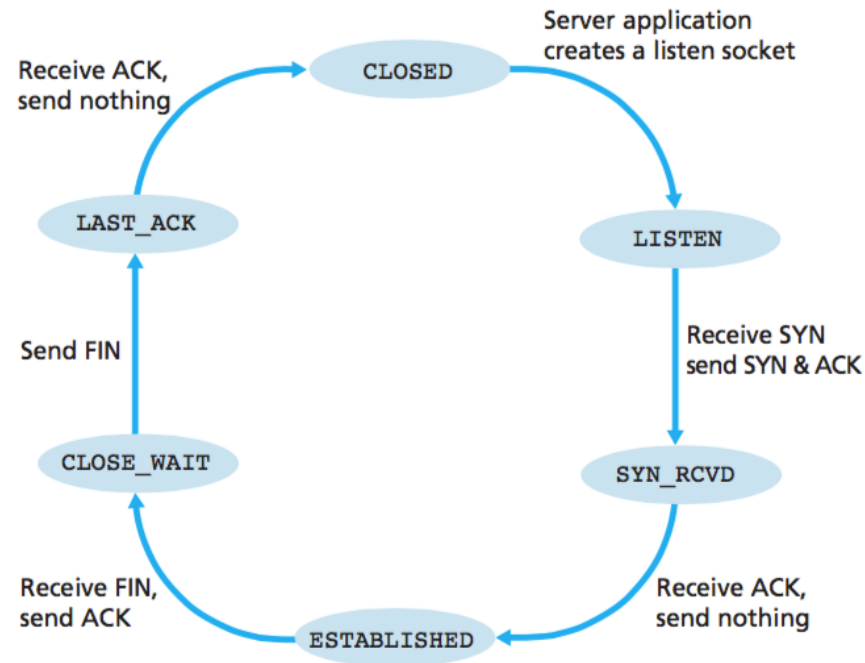 Server application
creates a listen socket
Receive ACK,
send nothing
CLOSED
LAST_ACK
LISTEN
Send FIN
Receive SYN
send SYN & ACK
CLOSE_WAIT
SYN_RCVD
Receive FIN,
send ACK
Receive ACK,
send nothing
ESTABLISHED